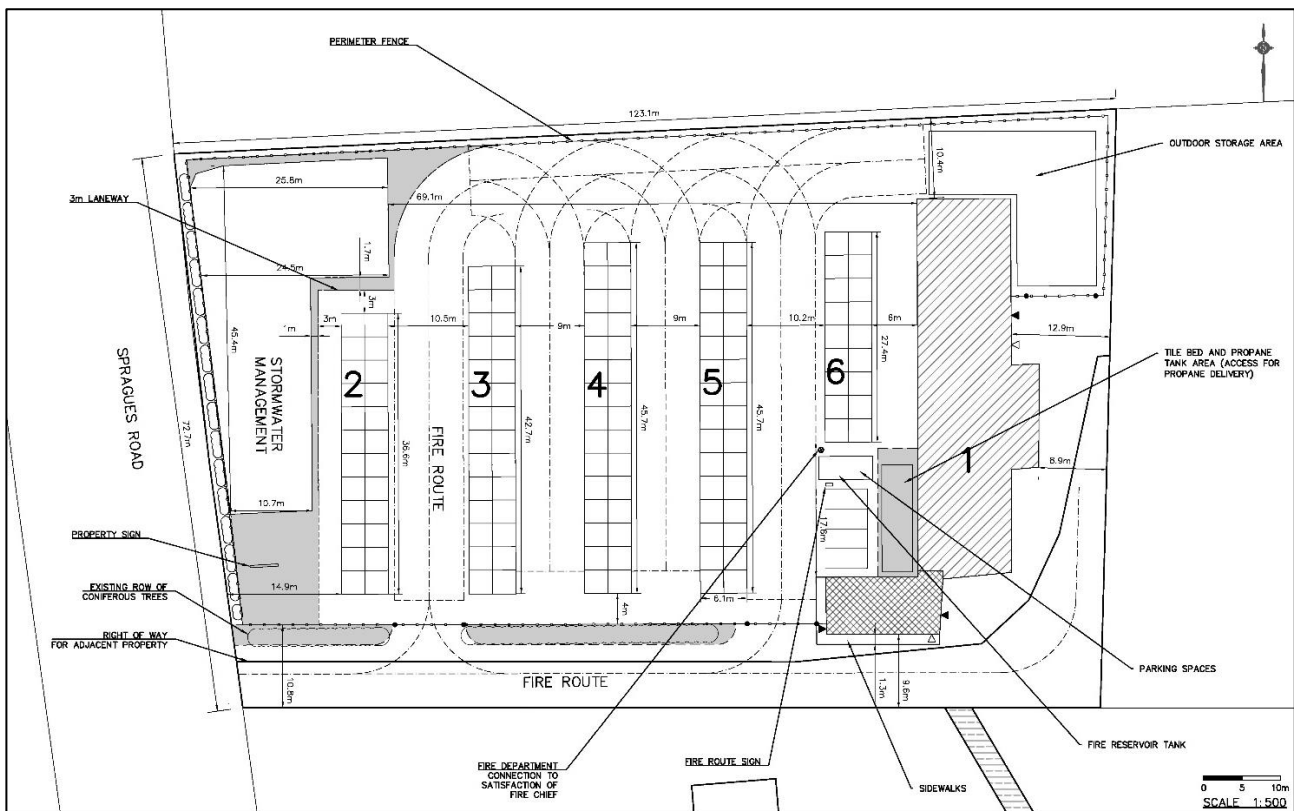 PERIMETER FENCE
123.1m
OUTDOOR STORAGE AREA
10.4m
25.8m
3m LANEWAY
69.1m
1.7m
24.5m
3m
3m
1m
10.5m
9m
9m
10.2m
6m
12.9m
45.4m
STORMWATER
MANAGEMENT
SPRAGUES ROAD
72.7m
2
3
4
5
6
1
27.4m
36.6m
42.7m
45.7m
45.7m
FIRE ROUTE
TILE BED AND PROPANE
TANK AREA (ACCESS FOR
PROPANE DELIVERY)
8.9m
10.7m
17.8m
PROPERTY SIGN
14.9m
EXISTING ROW OF
CONIFEROUS TREES
6.1m
4m
RIGHT OF WAY
FOR ADJACENT PROPERTY
10.8m
FIRE ROUTE
1.3m
9.6m
PARKING SPACES
FIRE RESERVOIR TANK
FIRE DEPARTMENT
CONNECTION TO
SATISFACTION OF
FIRE CHIEF
FIRE ROUTE SIGN
SIDEWALKS
0 5 10m
SCALE 1:500